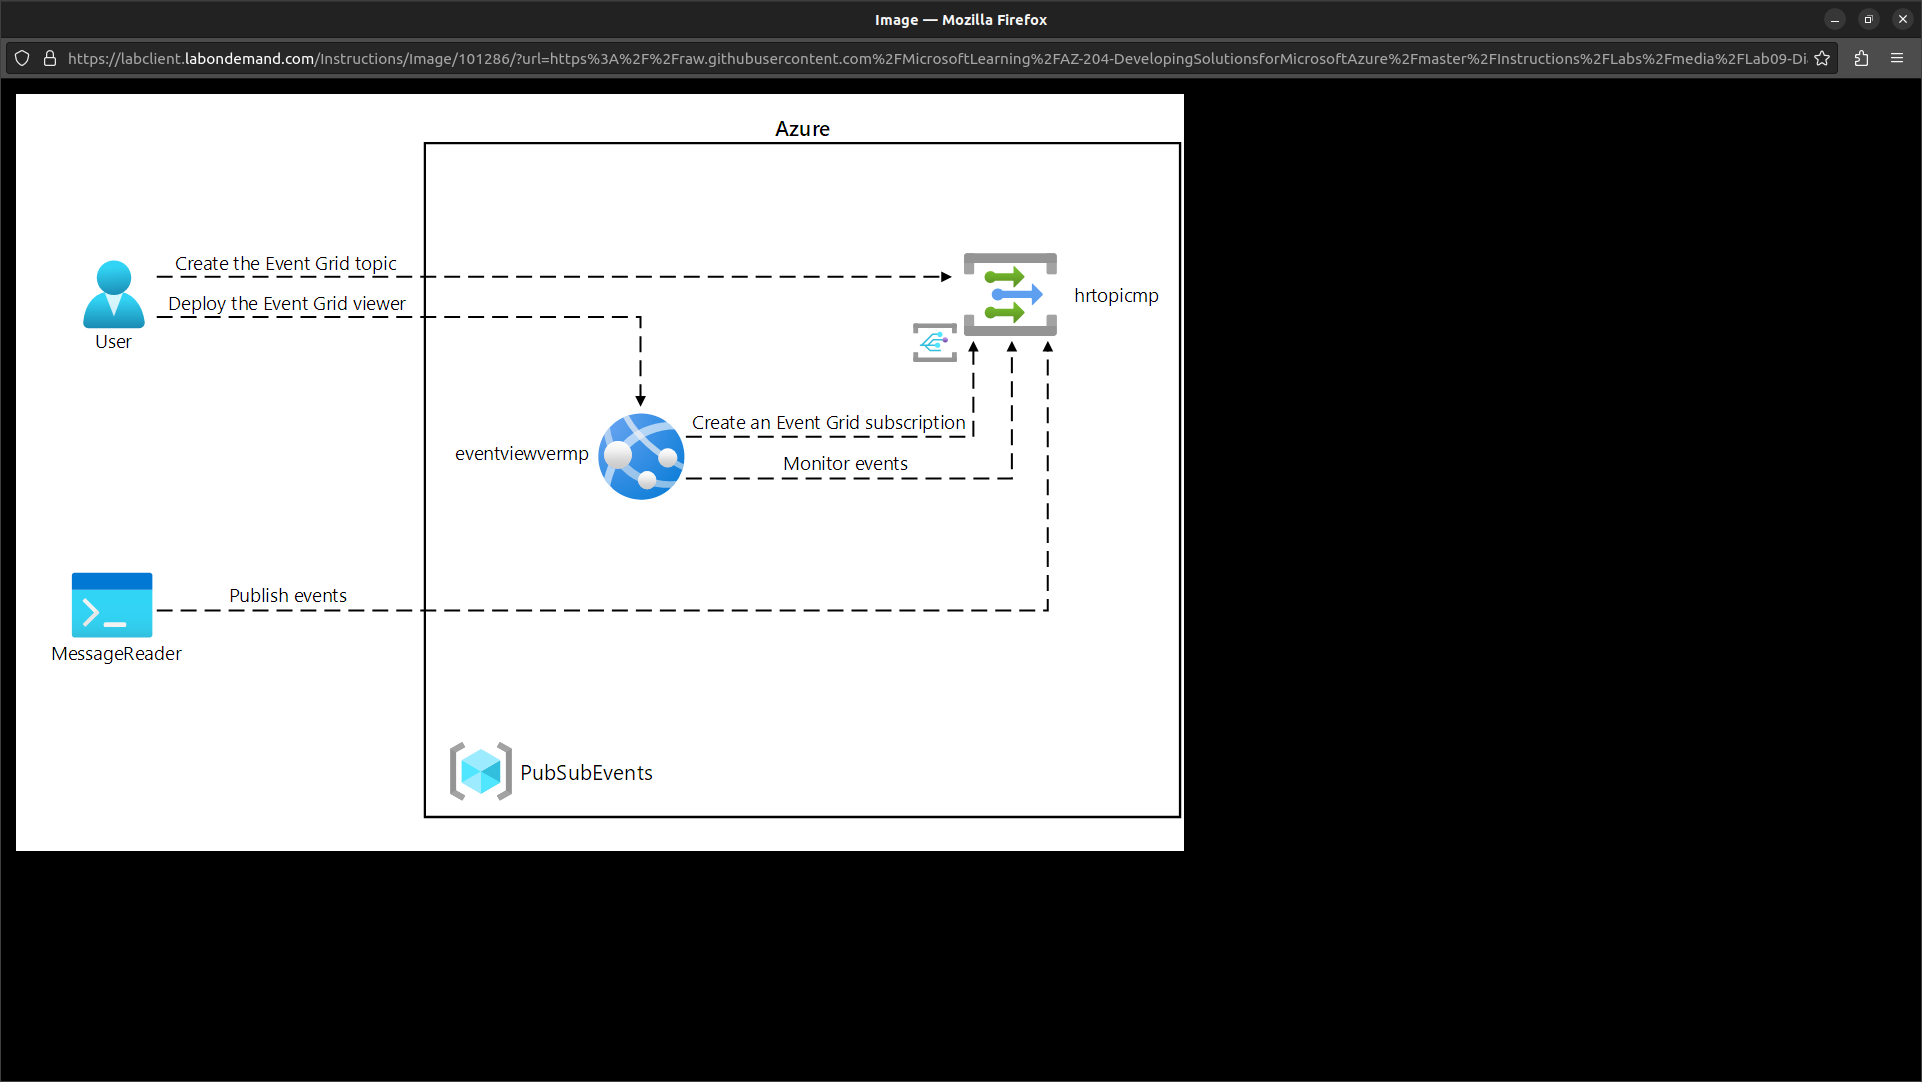 Image — Mozilla Firefox
https://labclient.labondemand.com/Instructions/Image/101286/?url=https%3A%2F%2Fraw.githubusercontent.com%2FMicrosoftLearning%2FAZ-204-DevelopingSolutionsforMicrosoftAzure%2Fmaster%2FInstructions%2FLabs%2Fmedia%2FLab09-Di
Azure
Create the Event Grid topic
Deploy the Event Grid viewer
User
hrtopicmp
Create an Event Grid subscription
eventviewvermp
Monitor events
Publish events
MessageReader
PubSubEvents